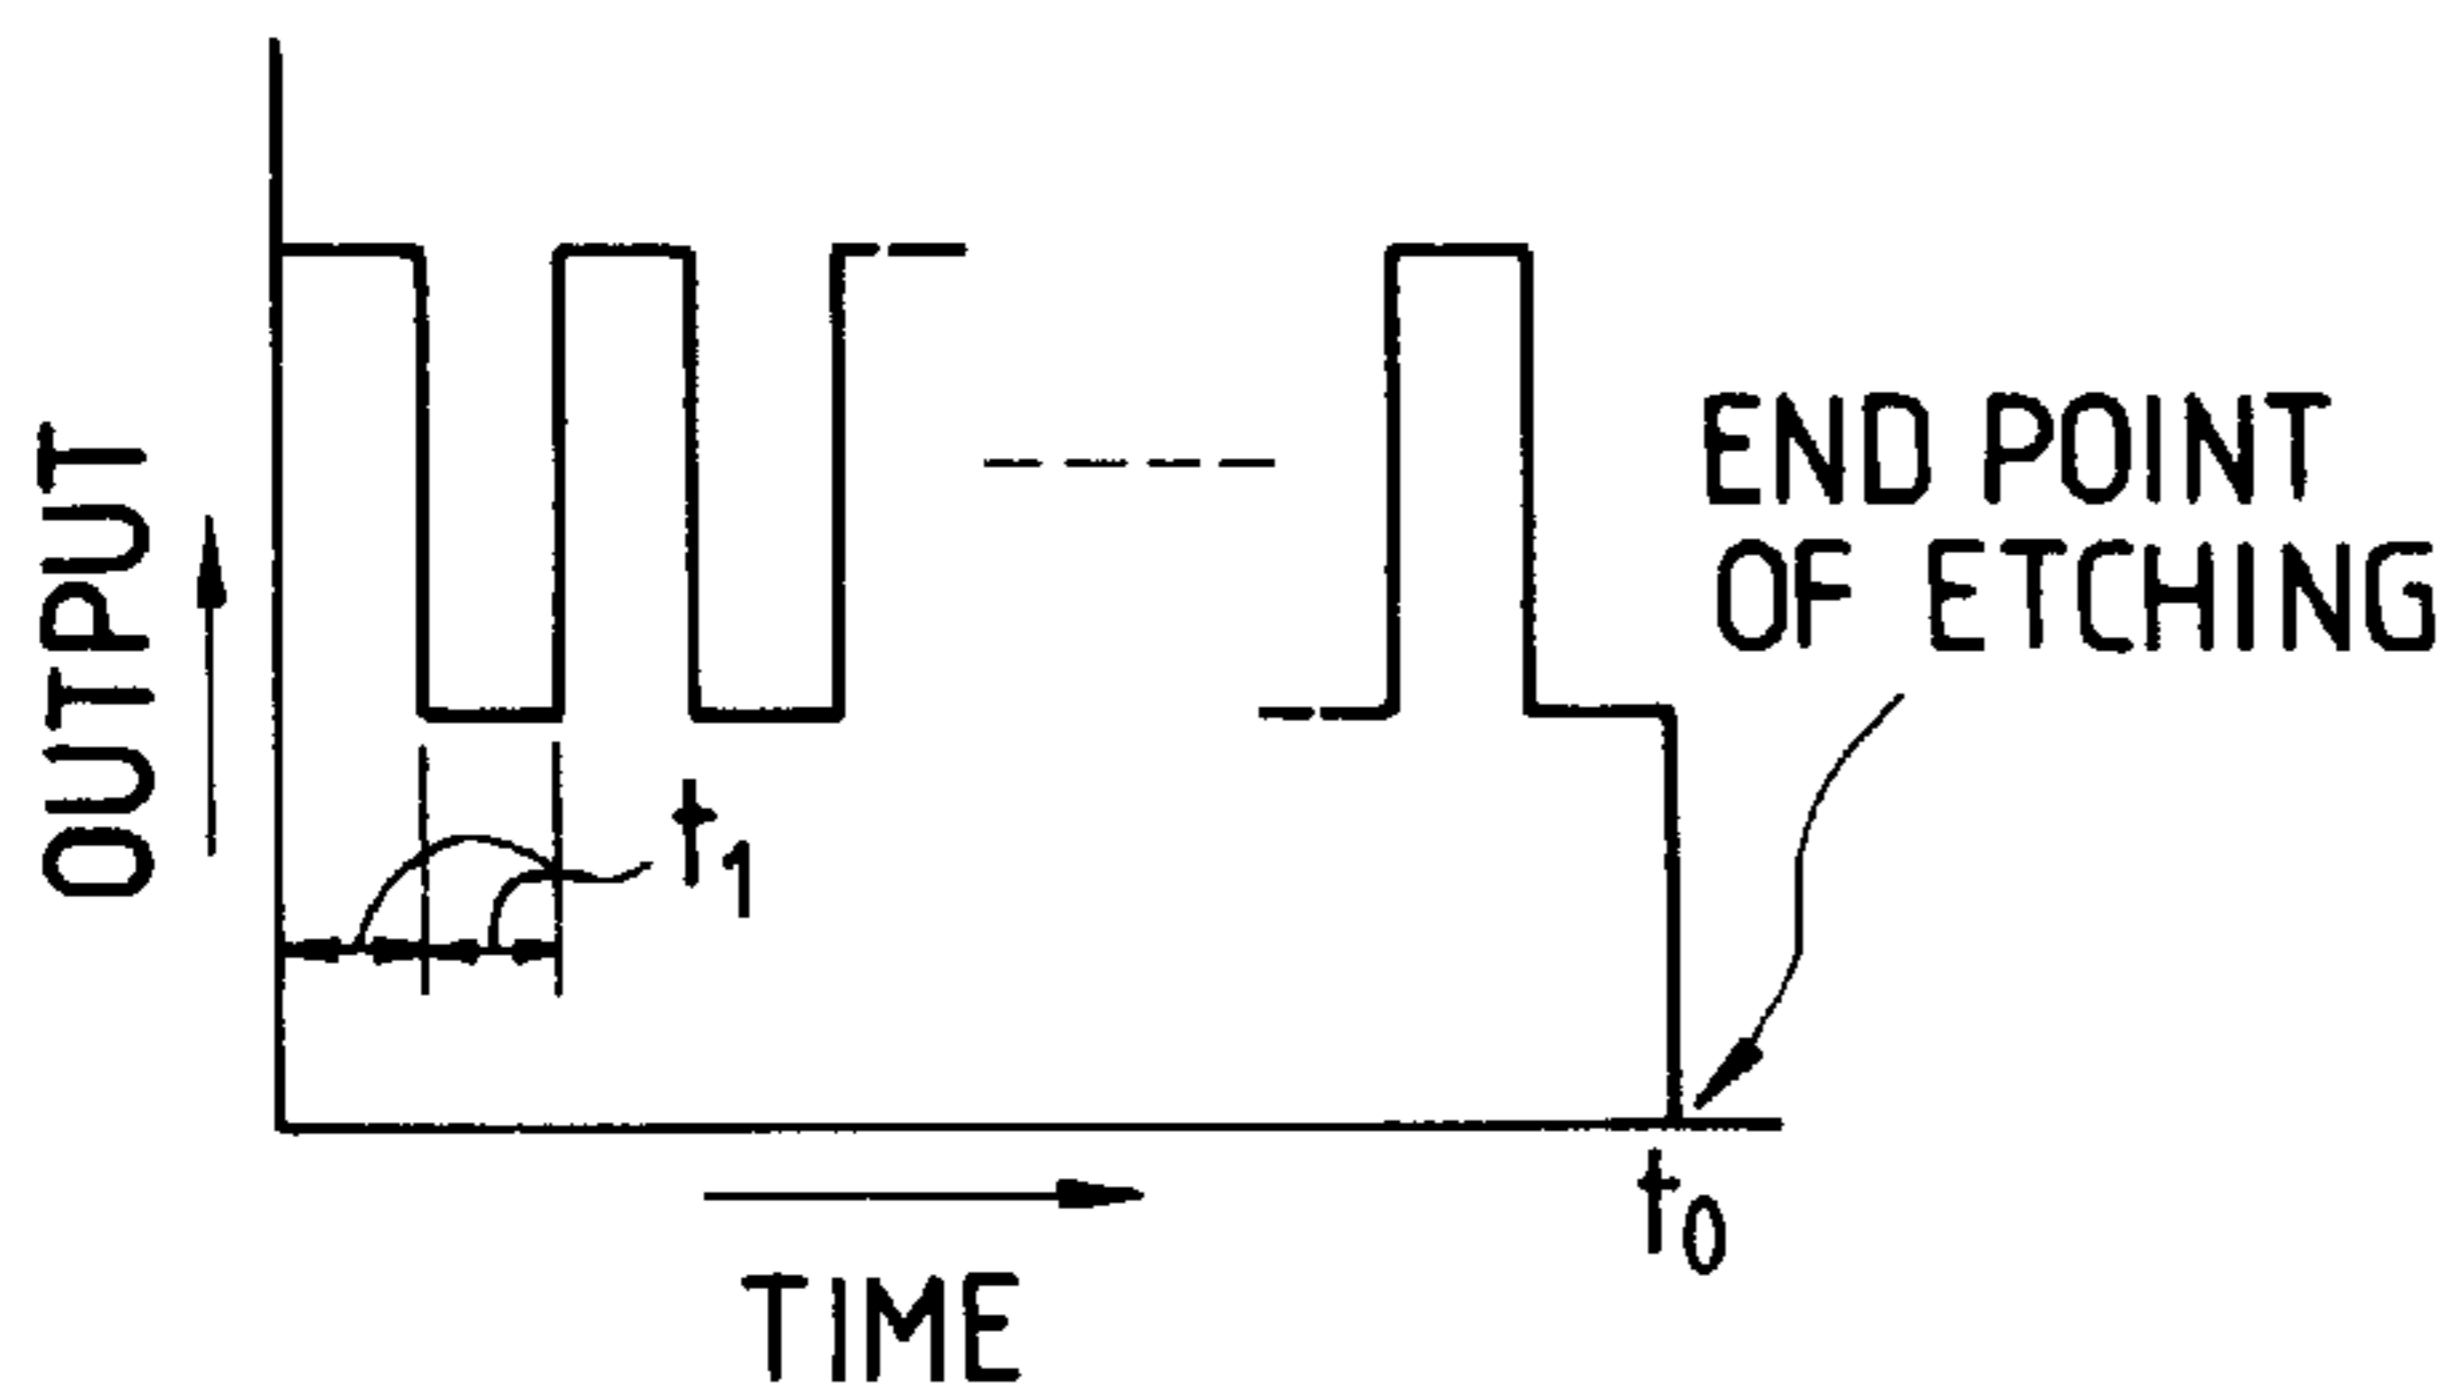 OUTPUT
END POINT
OF ETCHING
t1
t0
TIME